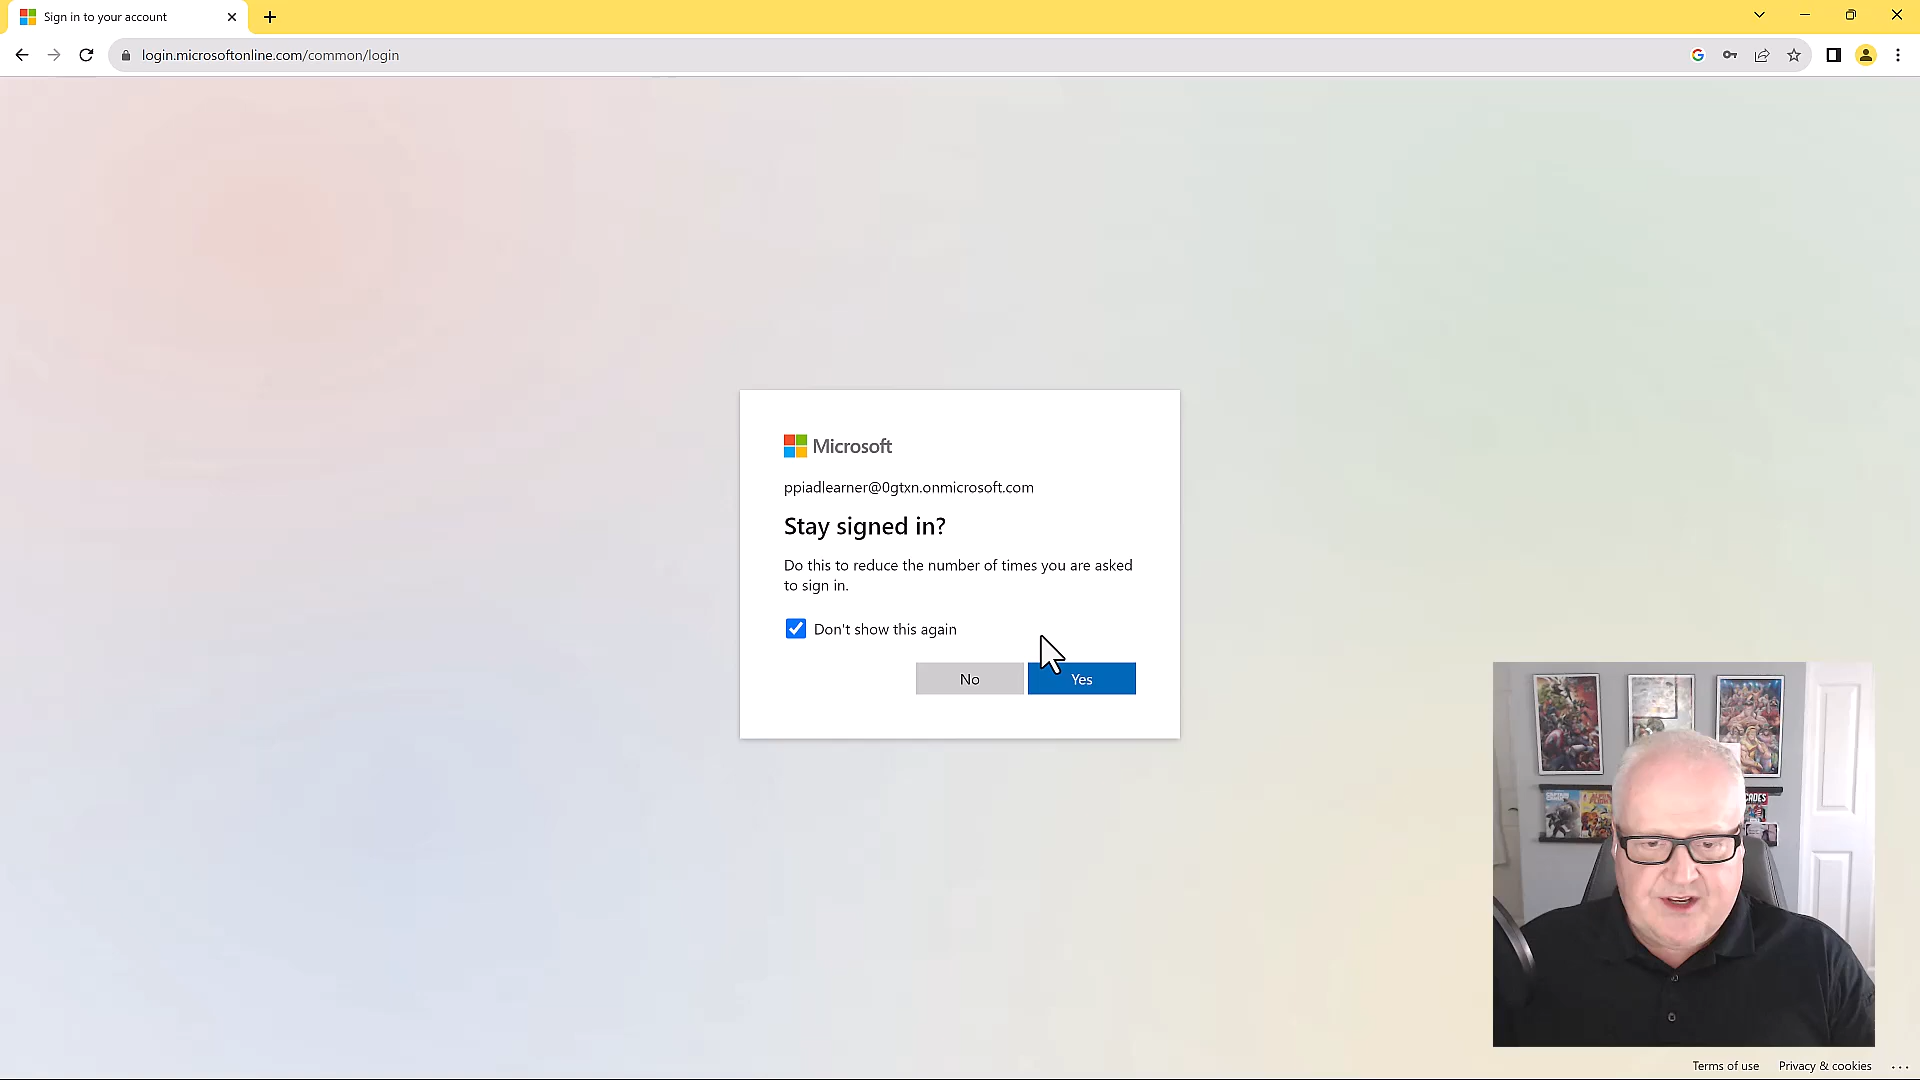 Sign in to your account
login.microsoftonline.com/common/login
Microsoft
ppiadlearner@0gtxn.onmicrosoft.com
Stay signed in?
Do this to reduce the number of times you are asked
to sign in.
Don't show this again
No
Yes
Terms of use
Privacy & cookies